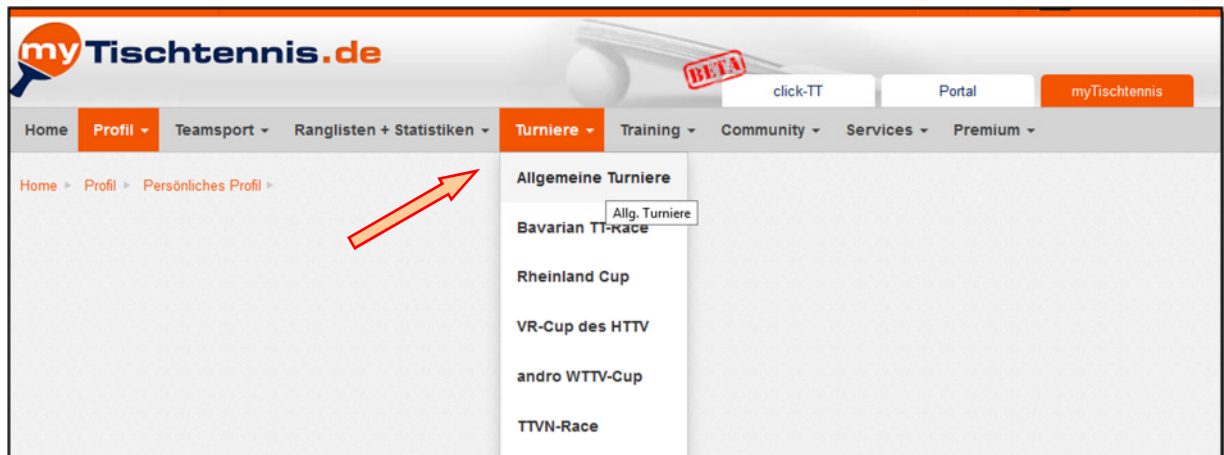 myTischtennis.de
BETA
click-TT Portal myTischtennis
Home Profil Teamsport Ranglisten + Statistiken Turniere Training Community Services Premium
Home Profil Persönliches Profil
Allgemeine Turniere
Allg. Turniere
Bavarian TT-Race
Rheinland Cup
VR-Cup des HTTV
andro WTTV-Cup
TTVN-Race